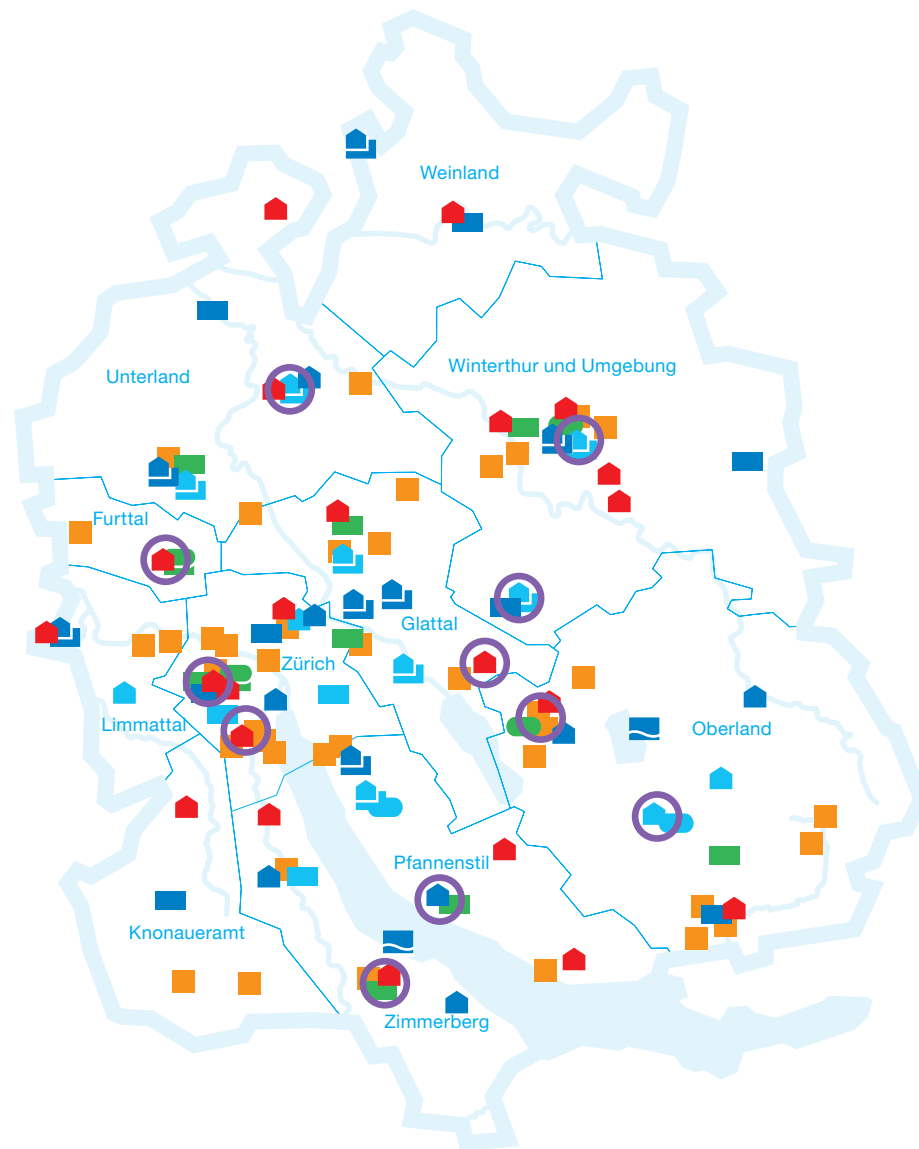 Weinland
Winterthur und Umgebung
Unterland
Furttal
Glattal
Zürich
Limmattal
Oberland
Pfannenstil
Knonaueramt
Zimmerberg